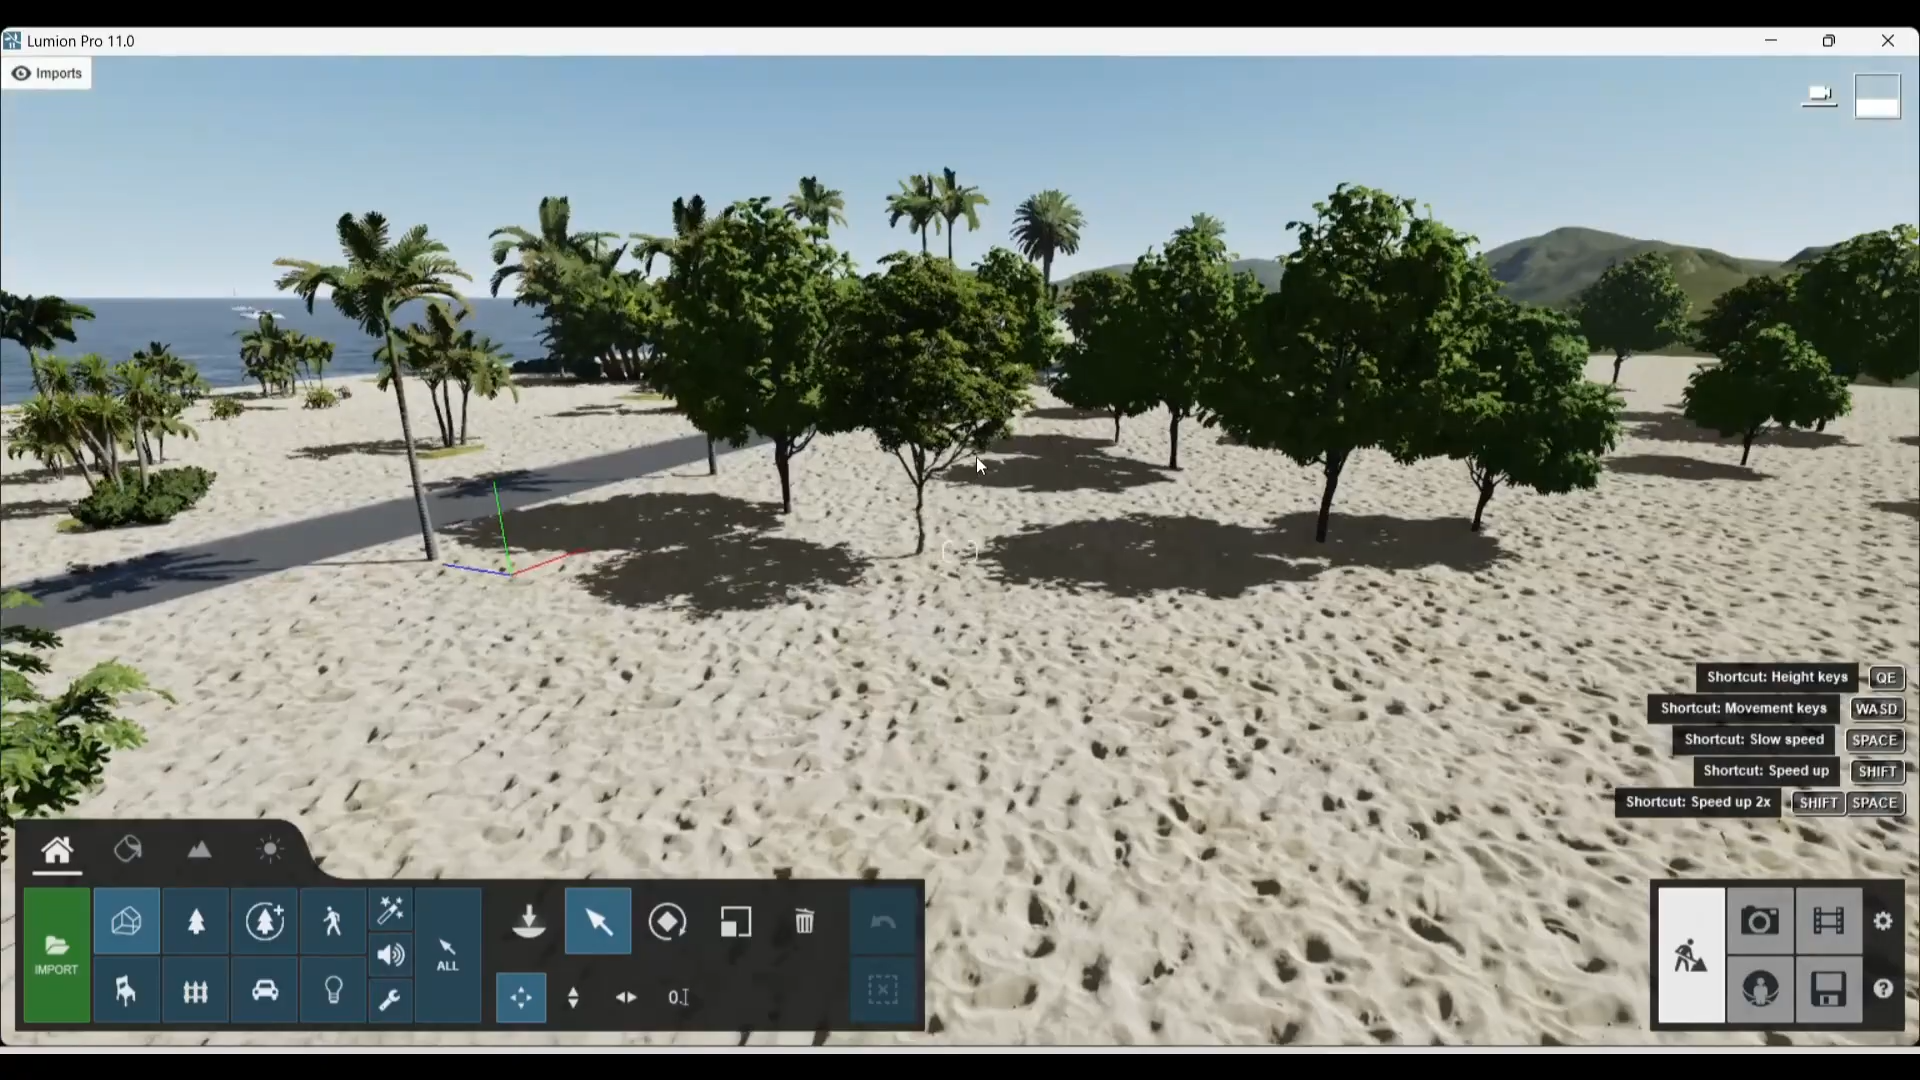 Lumion Pro 11.0
Imports
Shortcut: Height keys QE
Shortcut: Movement keys WASD
Shortcut: Slow speed SPACE
Shortcut: Speed up SHIFT
Shortcut: Speed up 2x SHIFT SPACE
IMPORT
ALL
0.
?